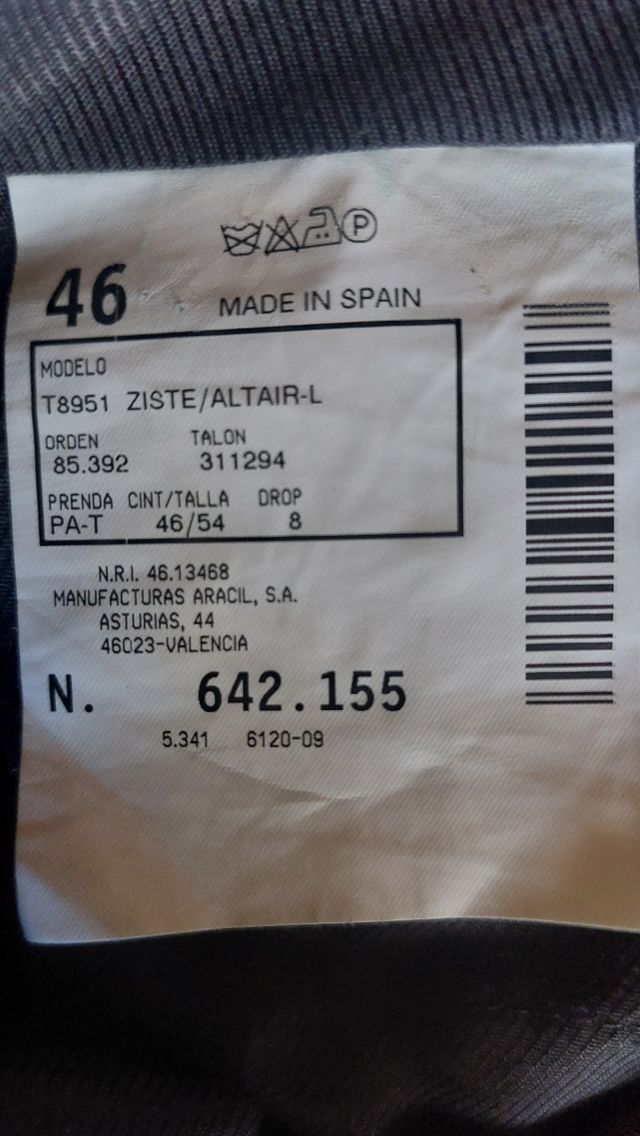 P
46 MADE IN SPAIN
MODELO
T8951 ZISTE/ALTAIR-L
ORDEN TALON
85.392 311294
PRENDA CINT/TALLA DROP
PA-T 46/54 8
N.R.I. 46.13468
MANUFACTURAS ARACIL, S.A.
ASTURIAS, 44
46023-VALENCIA
N. 642.155
5.341 6120-09